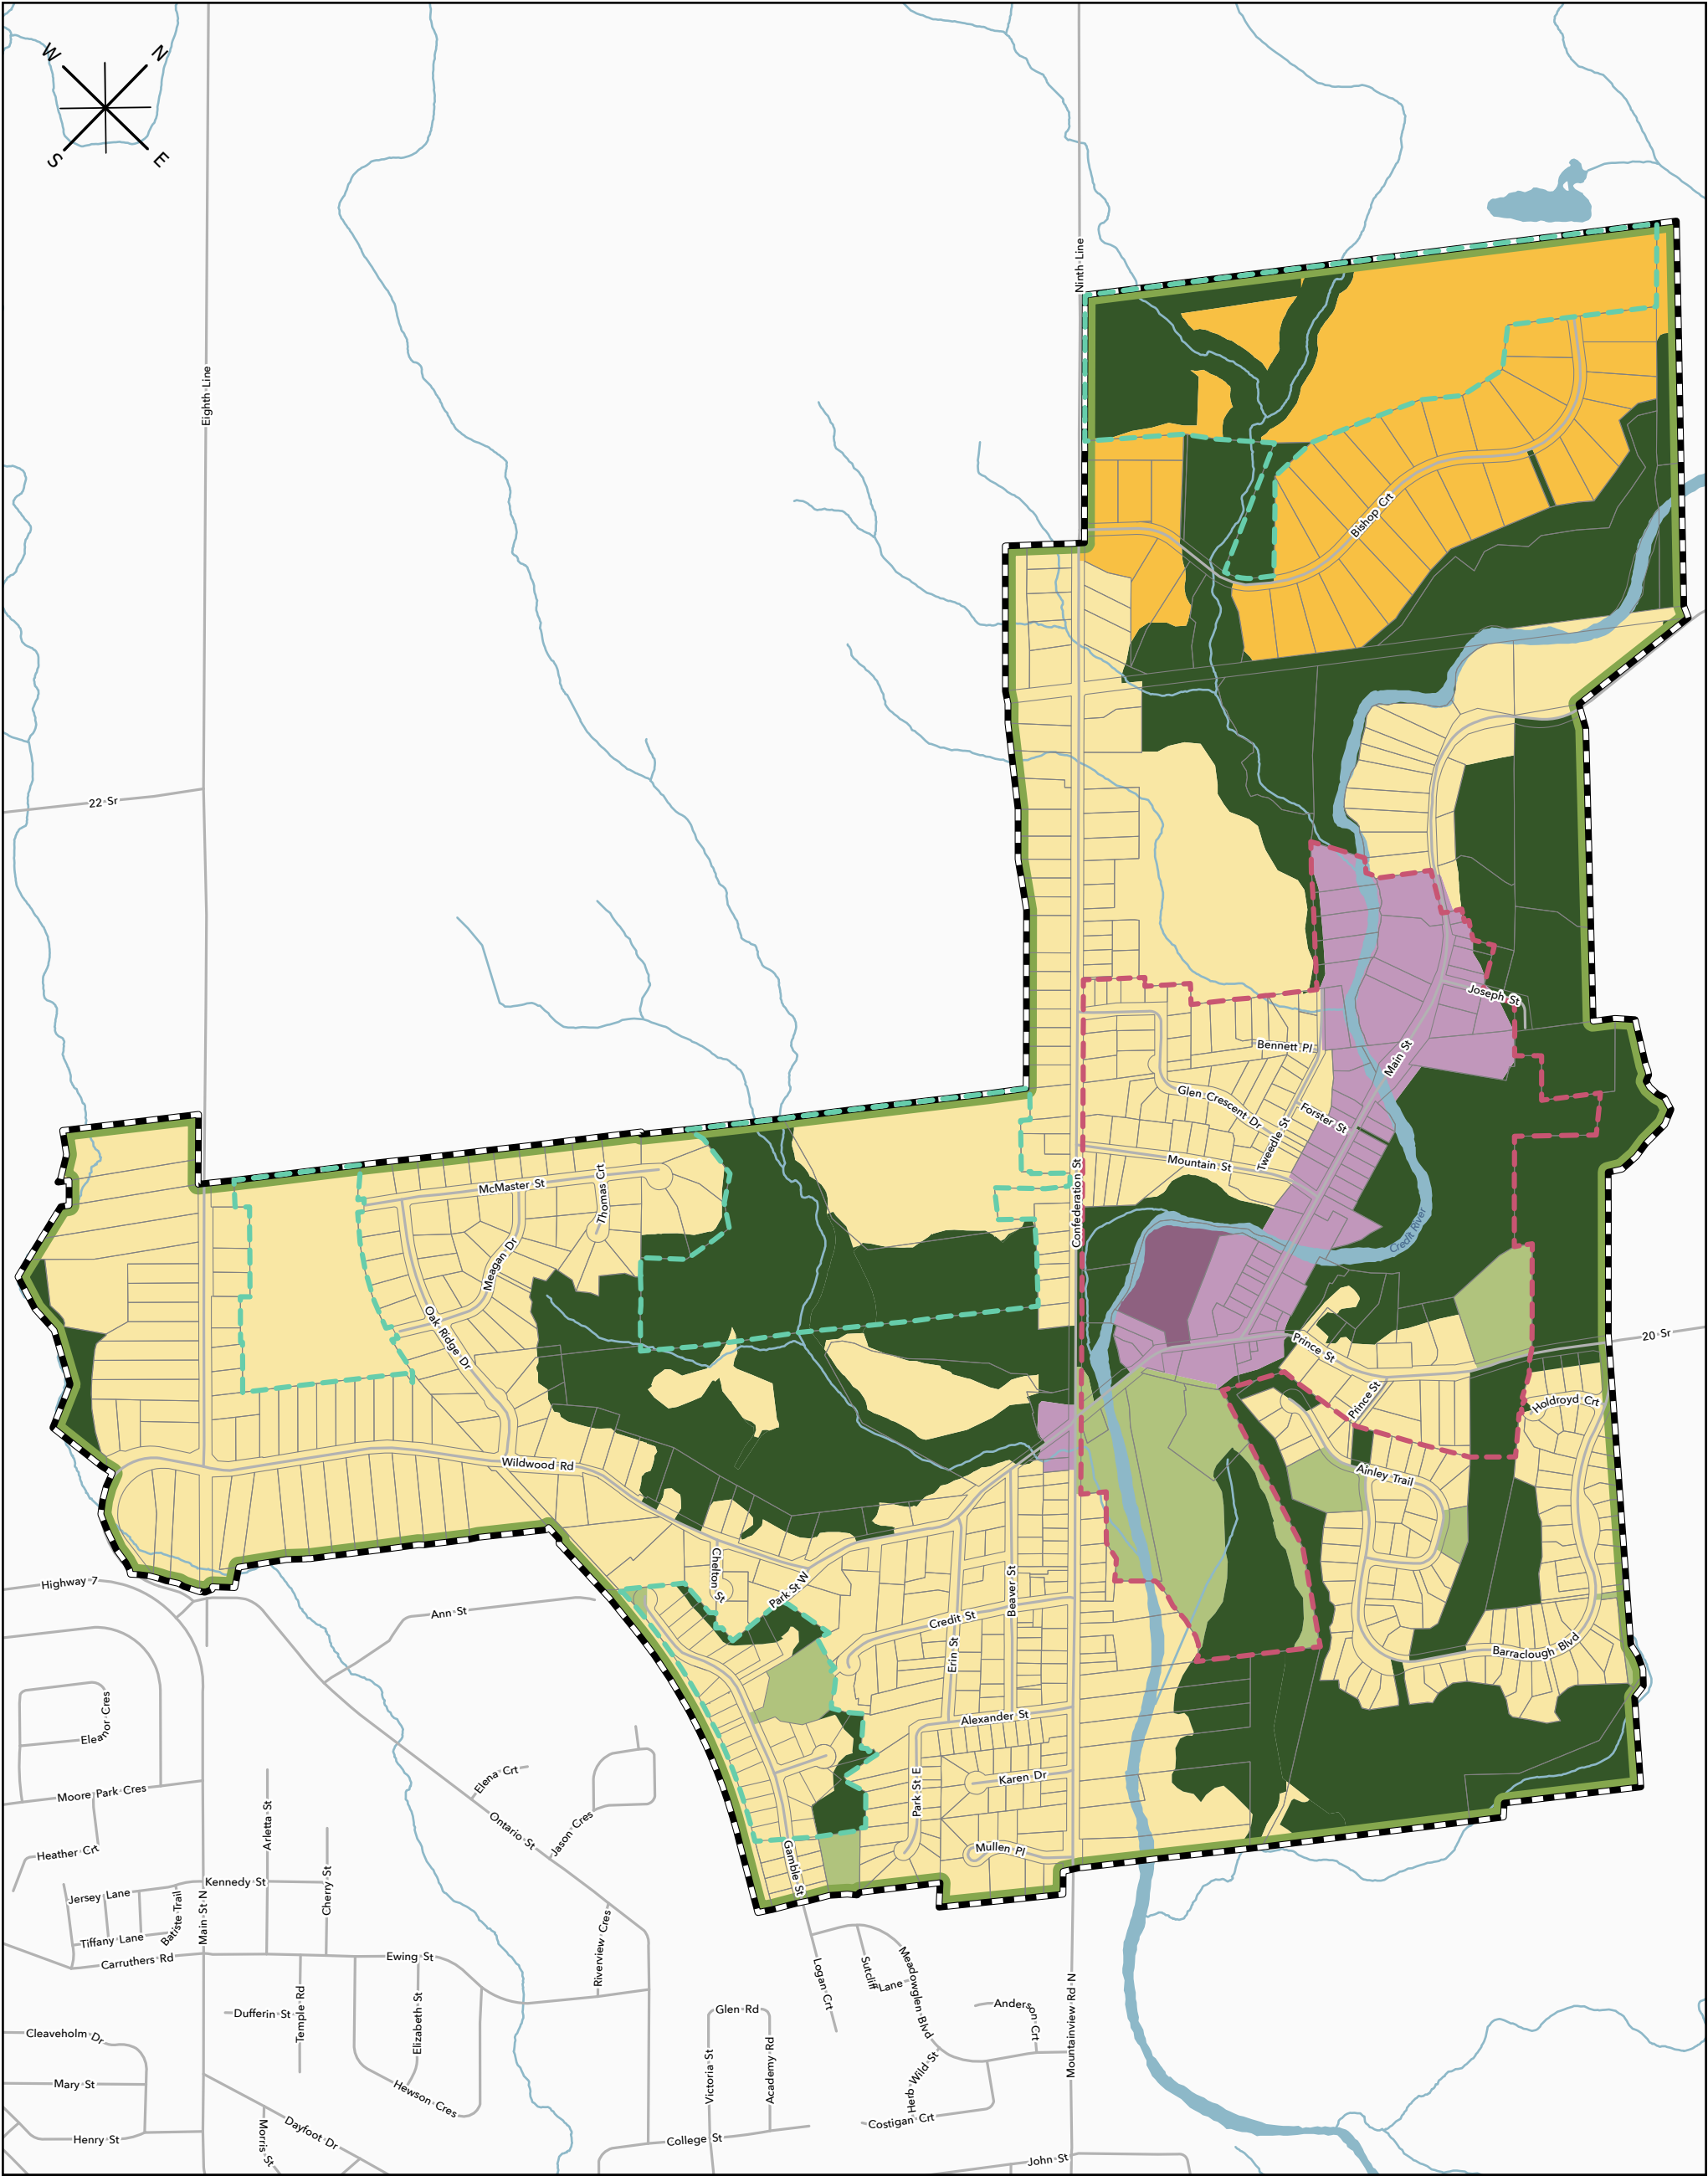 W
N
S
E
Ninth Line
Eighth Line
Bishop Crt
22 Sr
Joseph St
Bennett Pl
Main St
Glen Crescent Dr
Forster St
Tweedle St
Mountain St
McMaster St
Thomas Crt
Confederation St
Credit River
Meagan Dr
Oak Ridge Dr
Prince St
20 Sr
Prince St
Holdroyd Crt
Wildwood Rd
Ainley Trail
Chelton St
Park St W
Beaver St
Highway 7
Ann St
Credit St
Erin St
Barraclough Blvd
Eleanor Cres
Alexander St
Moore Park Cres
Elena Crt
Karen Dr
Park St E
Arletta St
Ontario St
Jason Cres
Heather Crt
Mullen Pl
Gamble St
Kennedy St
Cherry St
Jersey Lane
Batiste Trail
Main St N
Tiffany Lane
Carruthers Rd
Ewing St
Riverview Cres
Logan Crt
Sutcliff Lane
Meadowglen Blvd
Dufferin St
Temple Rd
Elizabeth St
Glen Rd
Anderson Crt
Mountainview Rd N
Cleaveholm Dr
Victoria St
Academy Rd
Herb Wild St
Mary St
Hewson Cres
Costigan Crt
Henry St
Morris St
Dayfoot Dr
College St
John St